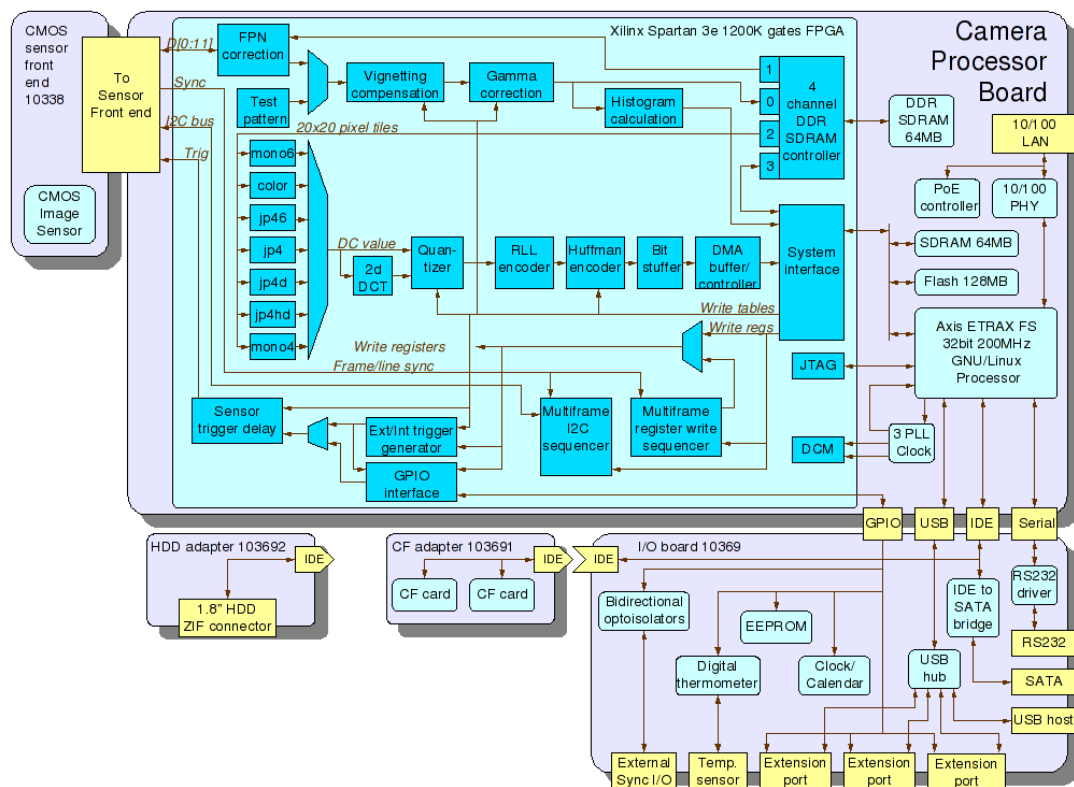 CMOS
sensor
front
end
10338
To
Sensor
Front end
CMOS
Image
Sensor
Camera
Processor
Board
Xilinx Spartan 3e 1200K gates FPGA
D[0:11]
Sync
I2C bus
Trig
FPN
correction
Test
pattern
Vignetting
compensation
Gamma
correction
Histogram
calculation
1
0
2
3
4
channel
DDR
SDRAM
controller
DDR
SDRAM
64MB
10/100
LAN
PoE
controller
10/100
PHY
20x20 pixel tiles
mono6
color
jp46
jp4
jp4d
jp4hd
mono4
DC value
2d
DCT
Quan-
tizer
RLL
encoder
Huffman
encoder
Bit
stuffer
DMA
buffer/
controller
System
interface
SDRAM 64MB
Flash 128MB
Axis ETRAX FS
32bit 200MHz
GNU/Linux
Processor
Write tables
Write regs
Write registers
Frame/line sync
JTAG
DCM
3 PLL
Clock
Sensor
trigger delay
Ext/Int trigger
generator
GPIO
interface
Multiframe
I2C
sequencer
Multiframe
register write
sequencer
GPIO
USB
IDE
Serial
HDD adapter 103692
IDE
1.8" HDD
ZIF connector
CF adapter 103691
IDE
CF card
CF card
I/O board 10369
IDE
Bidirectional
optoisolators
EEPROM
Digital
thermometer
Clock/
Calendar
USB
hub
IDE to
SATA
bridge
RS232
driver
RS232
SATA
USB host
External
Sync I/O
Temp.
sensor
Extension
port
Extension
port
Extension
port